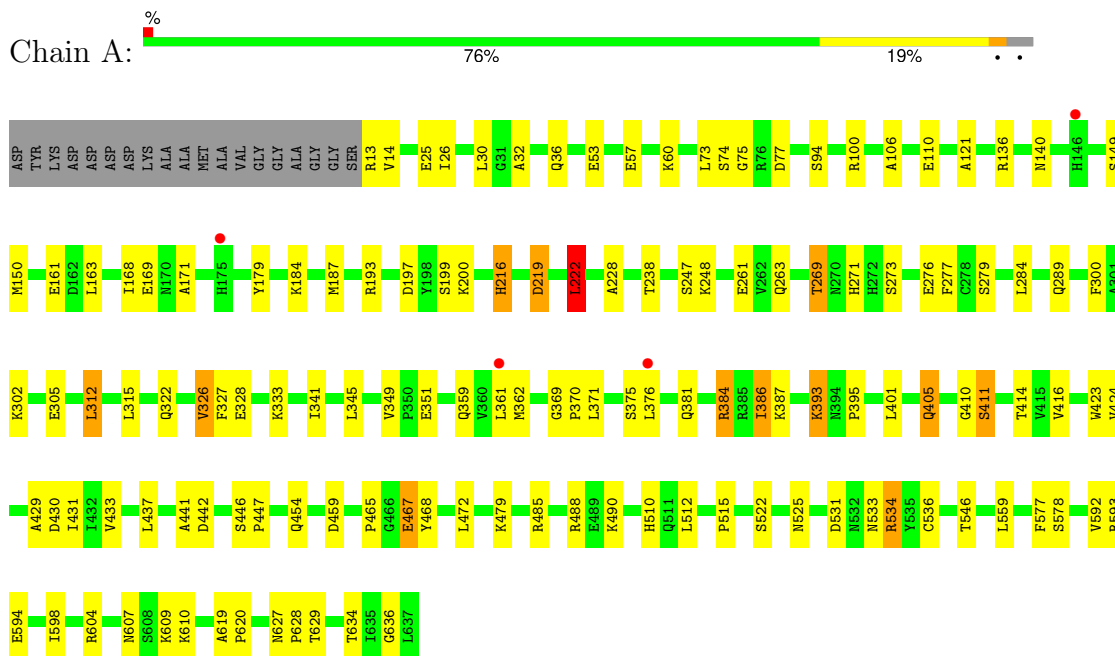 %
Chain A:
76% 19% • •
ASP TYR LYS ASP ASP ASP ASP LYS ALA ALA MET ALA VAL GLY GLY ALA GLY GLY SER R13 V14 E25 I26 L30 G31 A32 Q36 E53 E57 K60 L73 S74 G75 R76 D77 S94 R100 A106 E110 A121 R136 N140 H146 S149
M150 E161 D162 L163 I168 E169 N170 A171 H175 Y179 K184 M187 R193 D197 Y198 S199 K200 H216 D219 L222 A228 T238 S247 K248 E261 V262 Q263 T269 N270 H271 H272 S273 E276 F277 C278 S279 L284 Q289 F300 A301
K302 E305 L312 L315 Q322 V326 F327 E328 K333 I341 L345 V349 P350 E351 Q359 V360 L361 M362 G369 P370 L371 S375 L376 Q381 R384 R385 I386 K387 K393 N394 P395 L401 Q405 G410 S411 T414 V415 V416 W423
A429 D430 I431 I432 V433 L437 A441 D442 S446 P447 Q454 D459 P465 G466 E467 Y468 L472 K479 R485 R488 E489 K490 H510 Q511 L512 P515 S522 N525 D531 N532 N533 R534 Y535 C536 T546 L559 F577 S578 V592
E594 I598 R604 N607 S608 K609 K610 A619 P620 N627 P628 T629 T634 I635 G636 L637